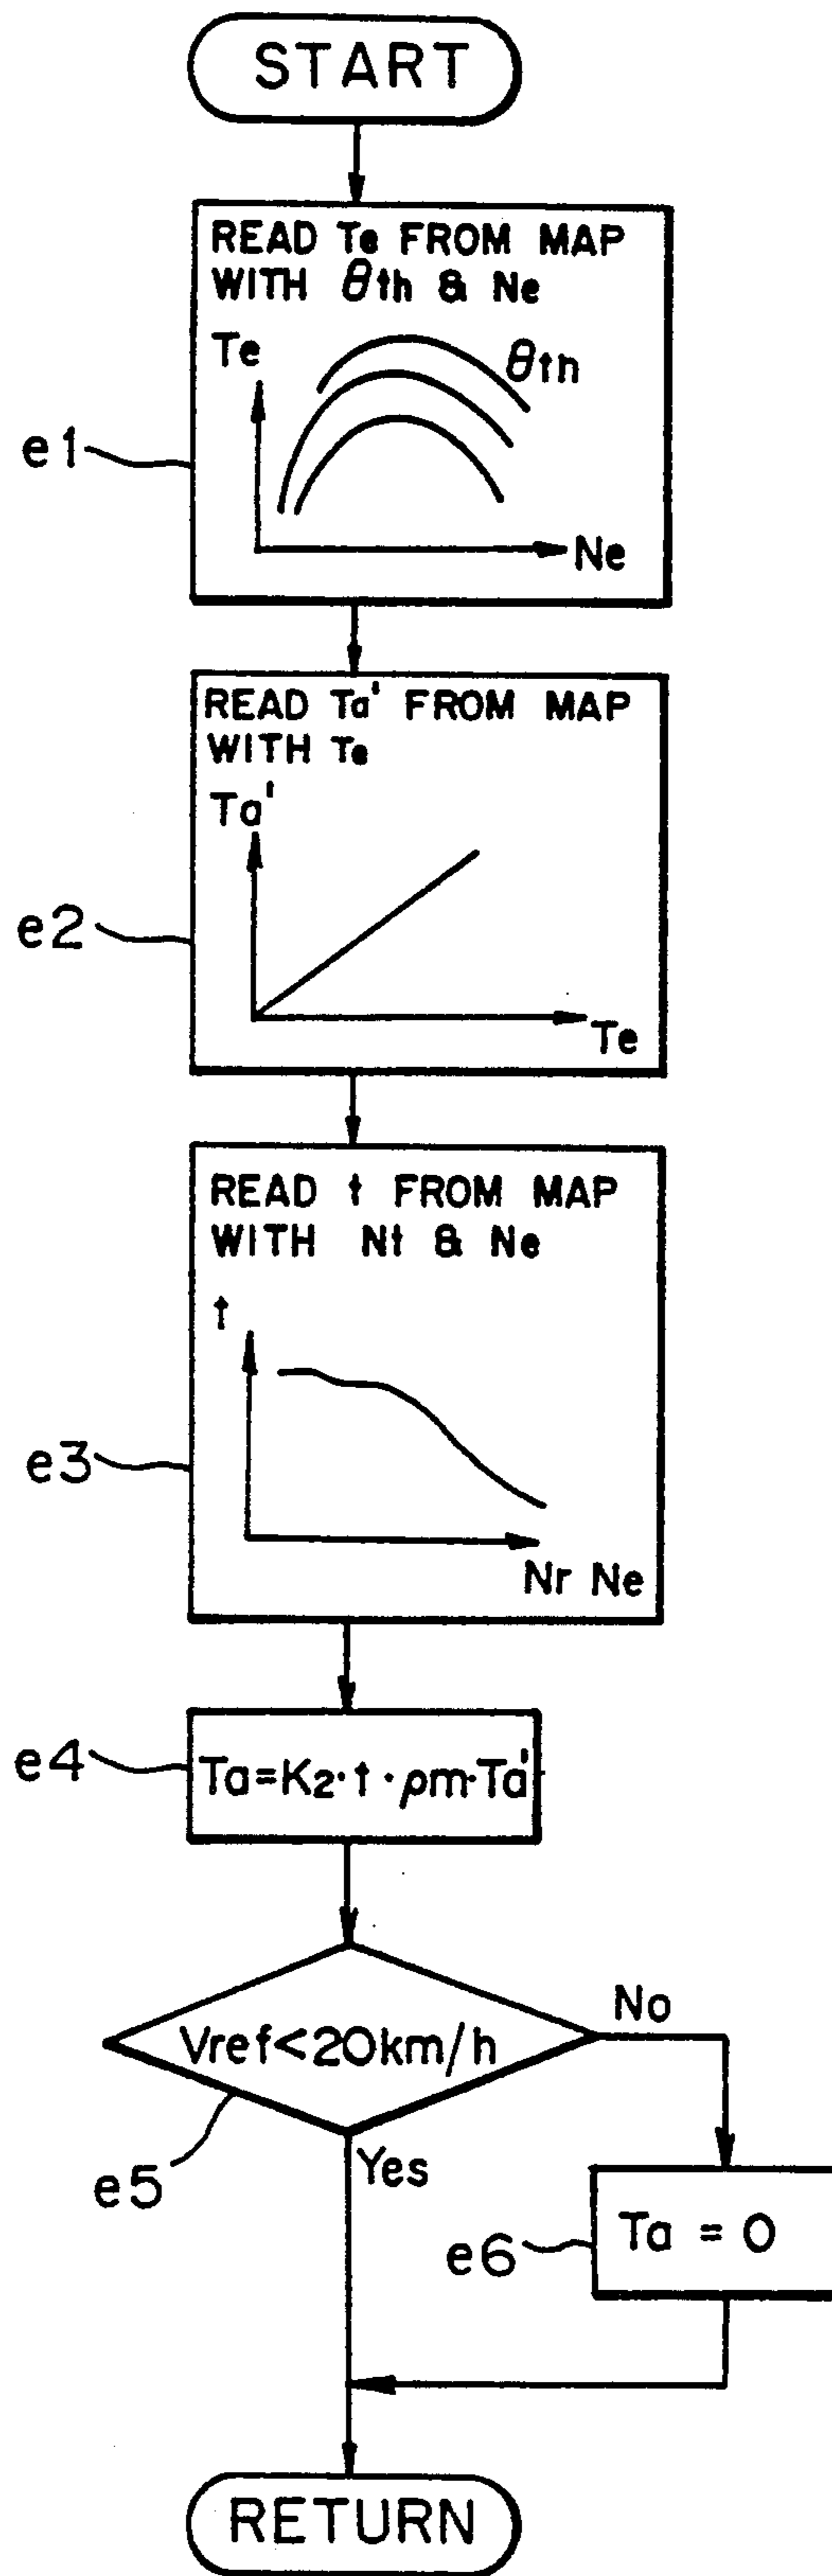 START
READ Te FROM MAP
WITH θth & Ne
Te
θth
e1
Ne
READ Ta' FROM MAP
WITH Te
Ta'
e2
Te
READ t FROM MAP
WITH Nt & Ne
t
e3
Nr Ne
e4
Ta=K2·t·ρm·Ta'
Vref<20km/h
No
e5
Yes
e6
Ta = 0
RETURN